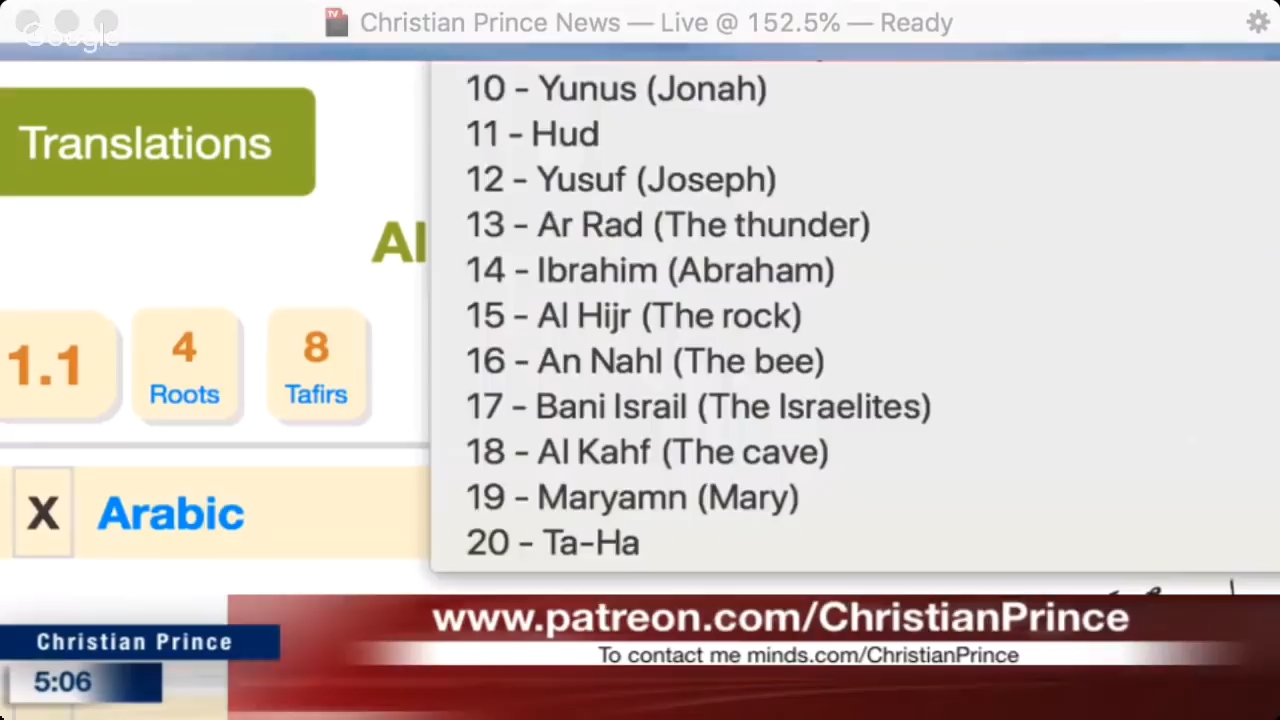 Christian Prince News — Live @ 152.5% — Ready
Google
10 - Yunus (Jonah)
11 - Hud
12 - Yusuf (Joseph)
13 - Ar Rad (The thunder)
14 - Ibrahim (Abraham)
15 - Al Hijr (The rock)
16 - An Nahl (The bee)
17 - Bani Israil (The Israelites)
18 - Al Kahf (The cave)
19 - Maryamn (Mary)
20 - Ta-Ha
Translations
Al
1.1
4
Roots
8
Tafirs
X Arabic
www.patreon.com/ChristianPrince
To contact me minds.com/ChristianPrince
Christian Prince
5:06